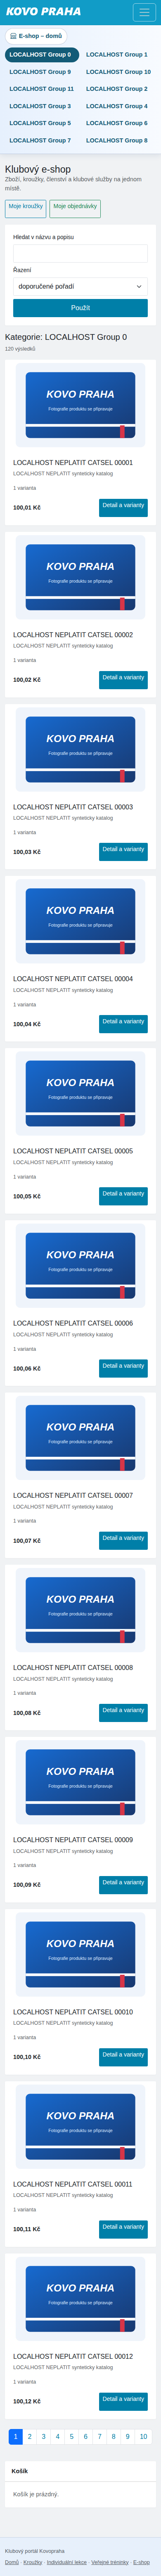 KOVO PRAHA
E-shop – domů
LOCALHOST Group 0
LOCALHOST Group 1
LOCALHOST Group 9
LOCALHOST Group 10
LOCALHOST Group 11
LOCALHOST Group 2
LOCALHOST Group 3
LOCALHOST Group 4
LOCALHOST Group 5
LOCALHOST Group 6
LOCALHOST Group 7
LOCALHOST Group 8
Klubový e-shop
Zboží, kroužky, členství a klubové služby na jednom
místě.
Moje kroužky
Moje objednávky
Hledat v názvu a popisu
Řazení
doporučené pořadí
Použít
Kategorie: LOCALHOST Group 0
120 výsledků
KOVO PRAHA
Fotografie produktu se připravuje
LOCALHOST NEPLATIT CATSEL 00001
LOCALHOST NEPLATIT synteticky katalog
1 varianta
100,01 Kč
Detail a varianty
KOVO PRAHA
Fotografie produktu se připravuje
LOCALHOST NEPLATIT CATSEL 00002
LOCALHOST NEPLATIT synteticky katalog
1 varianta
100,02 Kč
Detail a varianty
KOVO PRAHA
Fotografie produktu se připravuje
LOCALHOST NEPLATIT CATSEL 00003
LOCALHOST NEPLATIT synteticky katalog
1 varianta
100,03 Kč
Detail a varianty
KOVO PRAHA
Fotografie produktu se připravuje
LOCALHOST NEPLATIT CATSEL 00004
LOCALHOST NEPLATIT synteticky katalog
1 varianta
100,04 Kč
Detail a varianty
KOVO PRAHA
Fotografie produktu se připravuje
LOCALHOST NEPLATIT CATSEL 00005
LOCALHOST NEPLATIT synteticky katalog
1 varianta
100,05 Kč
Detail a varianty
KOVO PRAHA
Fotografie produktu se připravuje
LOCALHOST NEPLATIT CATSEL 00006
LOCALHOST NEPLATIT synteticky katalog
1 varianta
100,06 Kč
Detail a varianty
KOVO PRAHA
Fotografie produktu se připravuje
LOCALHOST NEPLATIT CATSEL 00007
LOCALHOST NEPLATIT synteticky katalog
1 varianta
100,07 Kč
Detail a varianty
KOVO PRAHA
Fotografie produktu se připravuje
LOCALHOST NEPLATIT CATSEL 00008
LOCALHOST NEPLATIT synteticky katalog
1 varianta
100,08 Kč
Detail a varianty
KOVO PRAHA
Fotografie produktu se připravuje
LOCALHOST NEPLATIT CATSEL 00009
LOCALHOST NEPLATIT synteticky katalog
1 varianta
100,09 Kč
Detail a varianty
KOVO PRAHA
Fotografie produktu se připravuje
LOCALHOST NEPLATIT CATSEL 00010
LOCALHOST NEPLATIT synteticky katalog
1 varianta
100,10 Kč
Detail a varianty
KOVO PRAHA
Fotografie produktu se připravuje
LOCALHOST NEPLATIT CATSEL 00011
LOCALHOST NEPLATIT synteticky katalog
1 varianta
100,11 Kč
Detail a varianty
KOVO PRAHA
Fotografie produktu se připravuje
LOCALHOST NEPLATIT CATSEL 00012
LOCALHOST NEPLATIT synteticky katalog
1 varianta
100,12 Kč
Detail a varianty
1 2 3 4 5 6 7 8 9 10
Košík
Košík je prázdný.
Klubový portál Kovopraha
Domů · Kroužky · Individuální lekce · Veřejné tréninky · E-shop